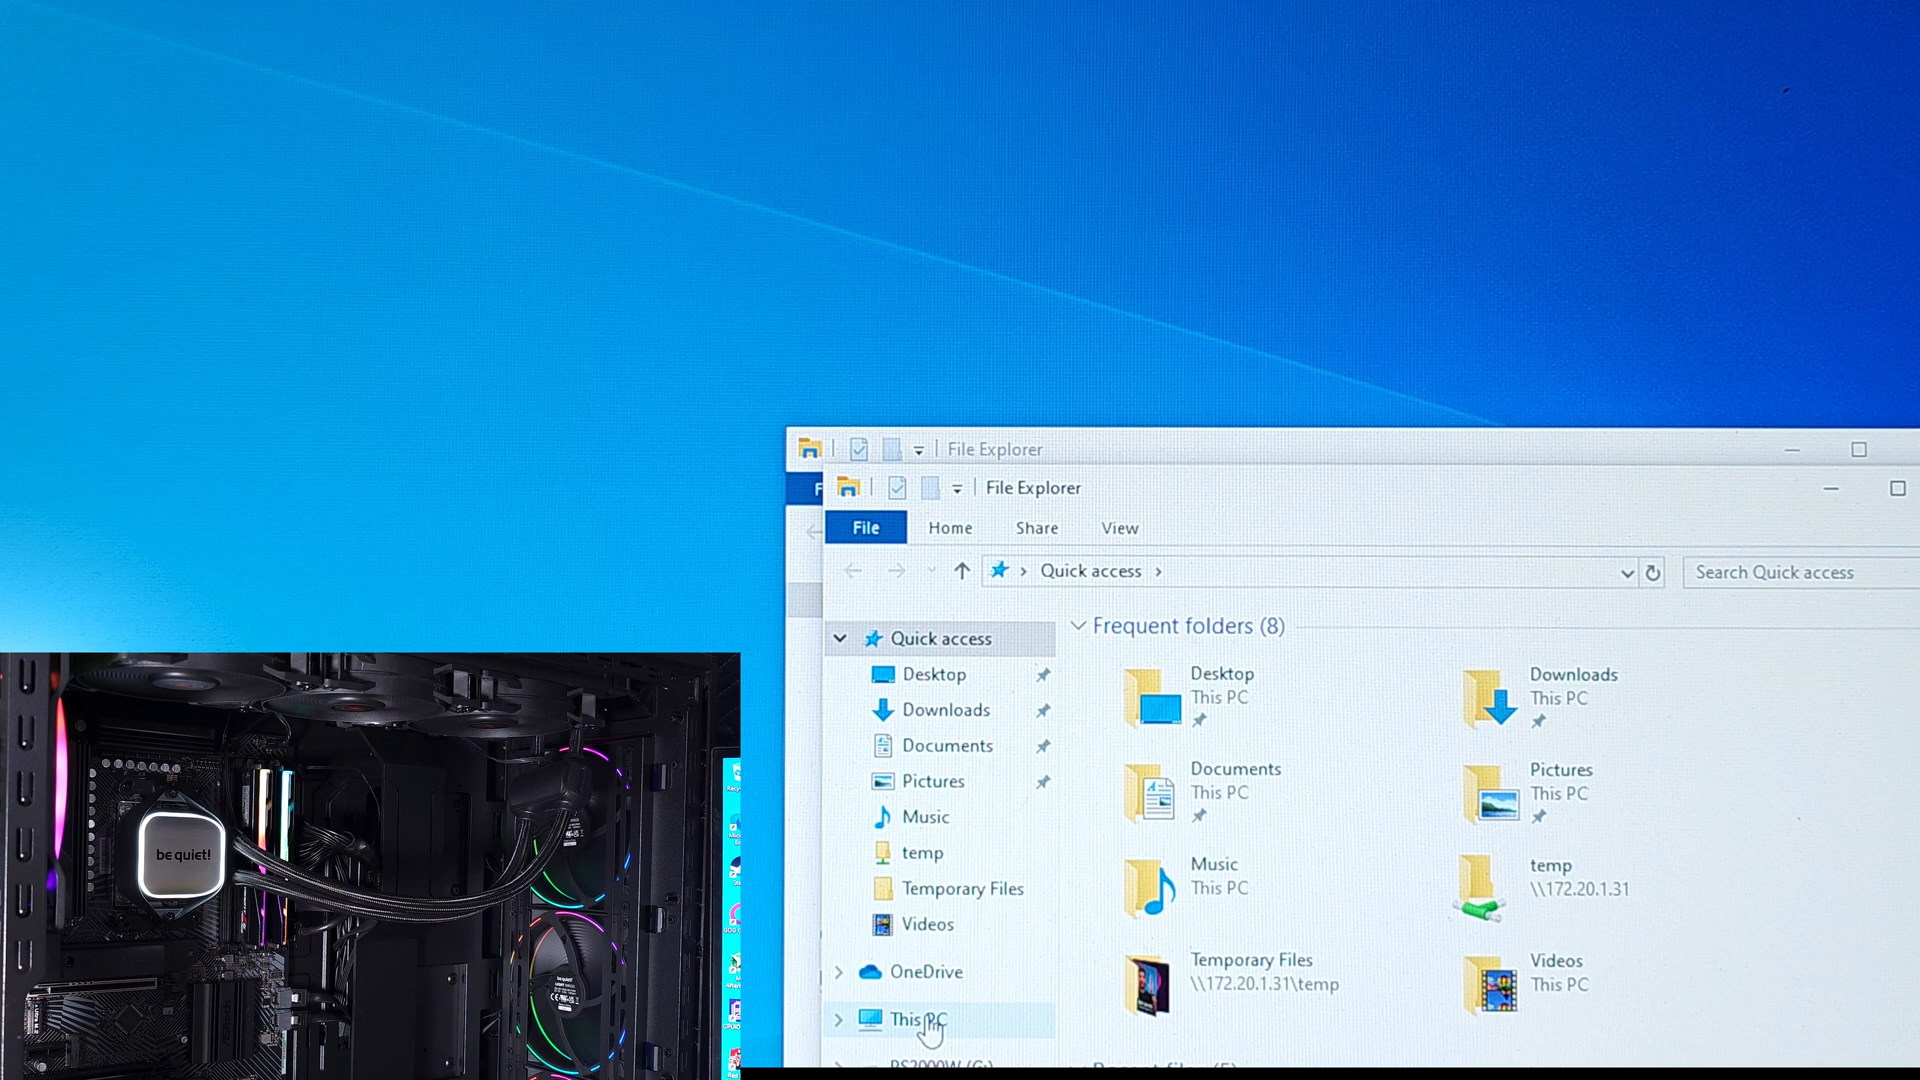 File Explorer
File Explorer
File
Home
Share
View
Quick access
Search Quick access
Quick access
Desktop
Downloads
Documents
Pictures
Music
temp
Temporary Files
Videos
OneDrive
This PC
Frequent folders (8)
Desktop
This PC
Downloads
This PC
Documents
This PC
Pictures
This PC
Music
This PC
temp
\\172.20.1.31
Temporary Files
\\172.20.1.31\temp
Videos
This PC
be quiet!
be quiet!